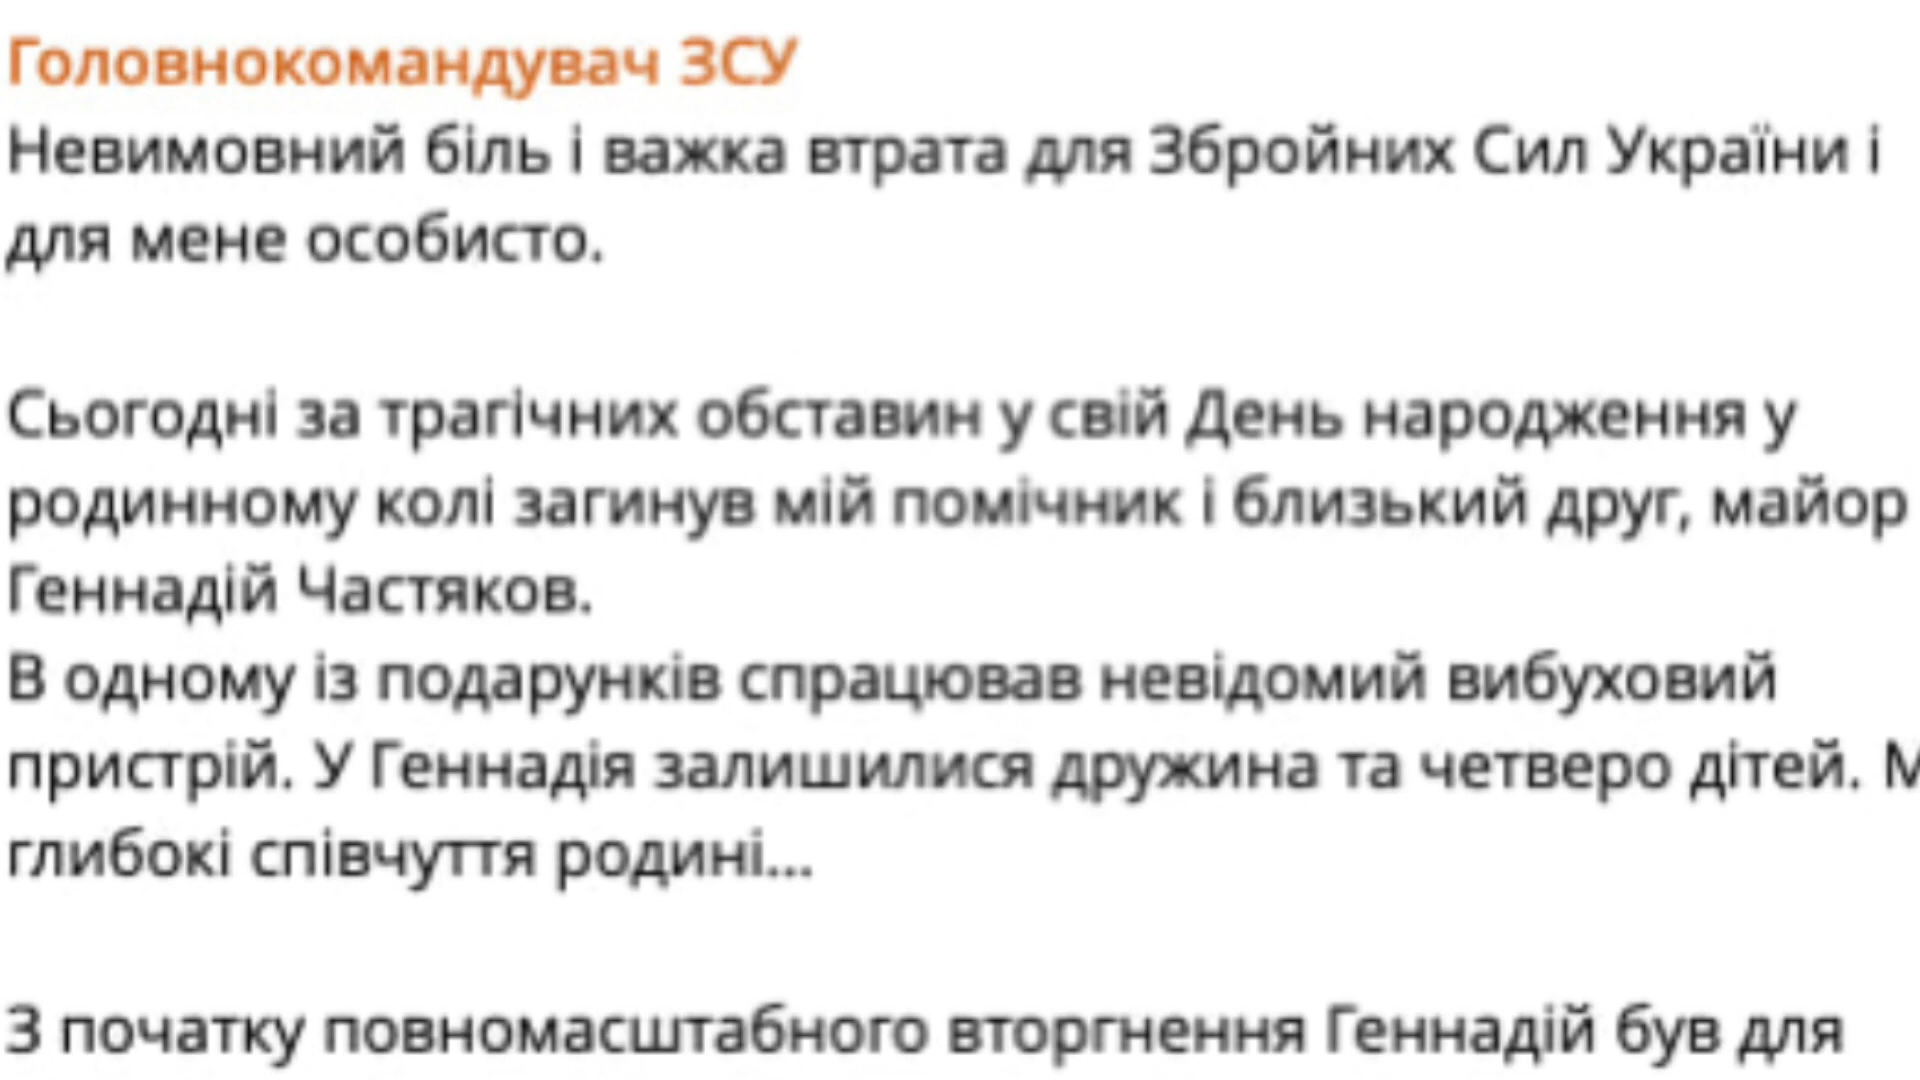 Головнокомандувач ЗСУ
Невимовний біль і важка втрата для Збройних Сил України і
для мене особисто.
Сьогодні за трагічних обставин у свій День народження у
родинному колі загинув мій помічник і близький друг, майор
Геннадій Частяков.
В одному із подарунків спрацював невідомий вибуховий
пристрій. У Геннадія залишилися дружина та четверо дітей.
глибокі співчуття родині...
З початку повномасштабного вторгнення Геннадій був для